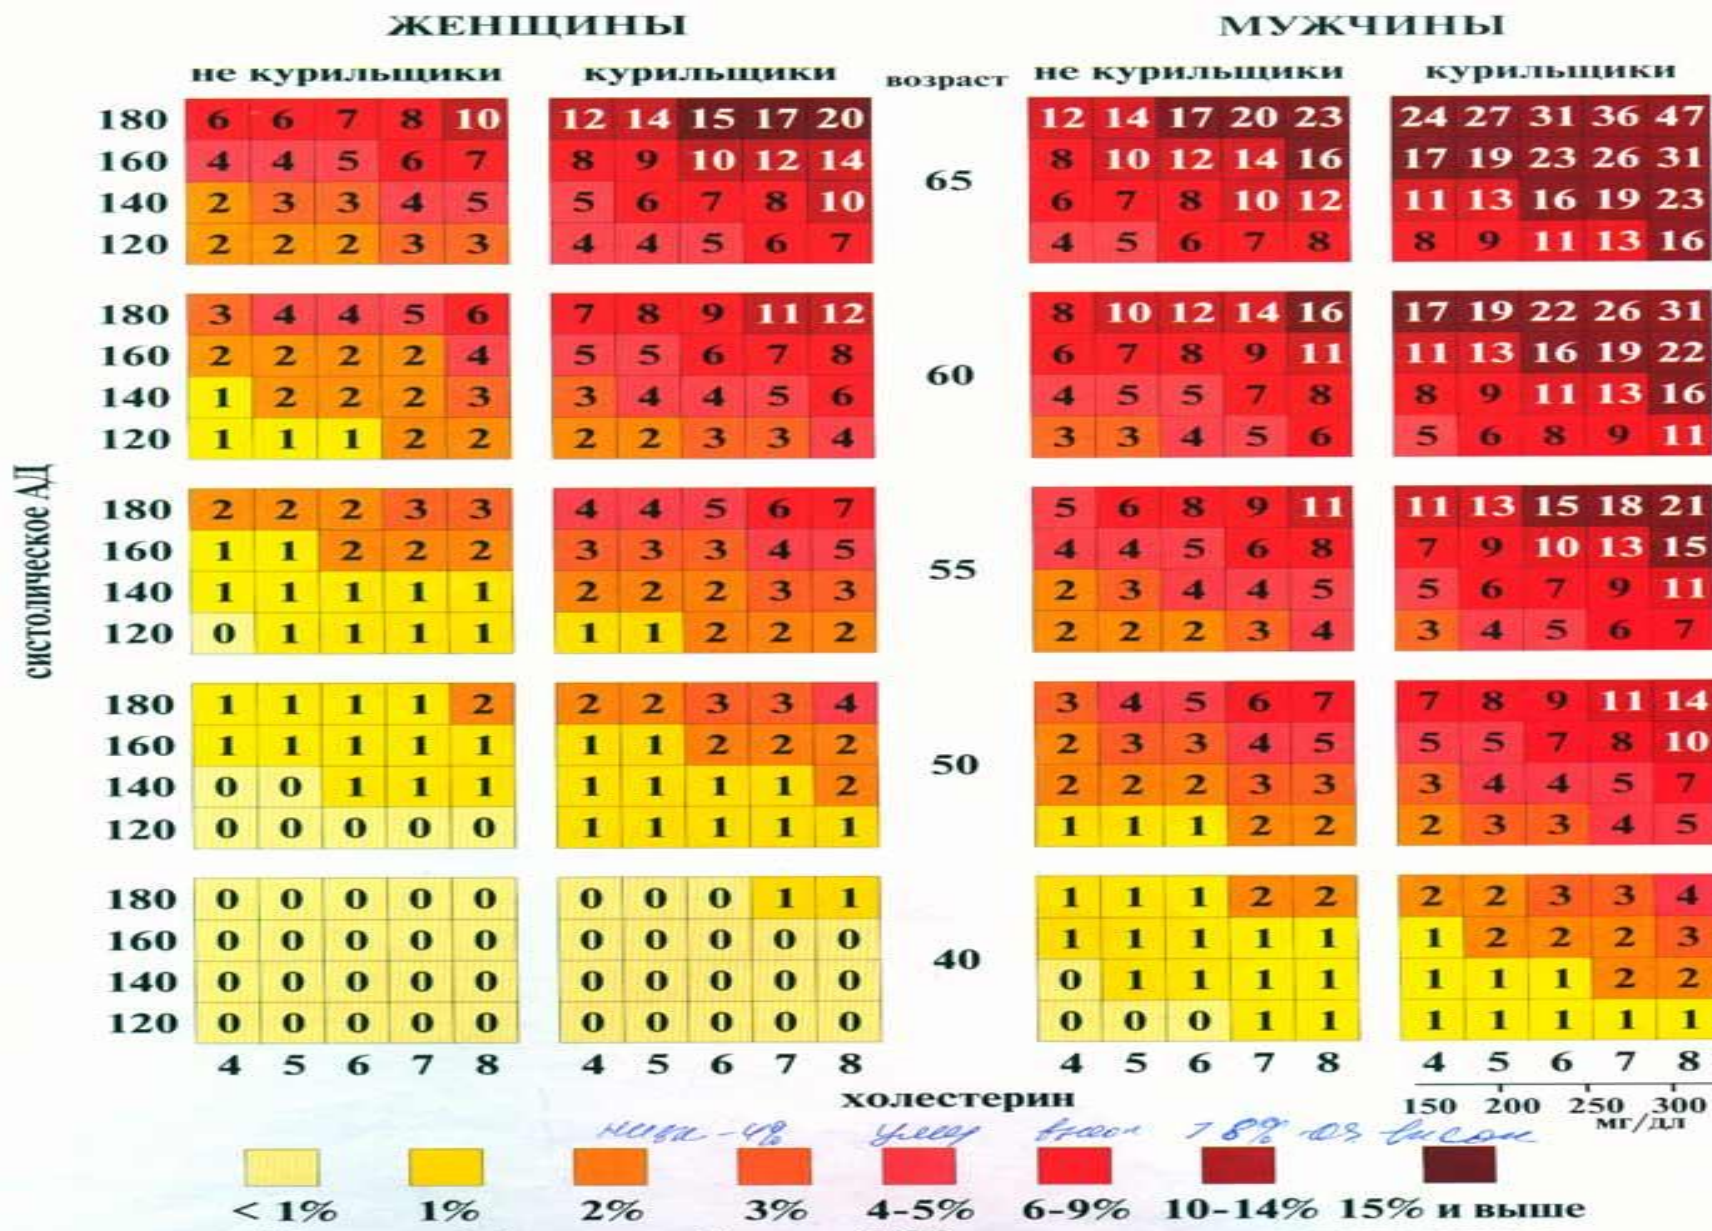 ЖЕНЩИНЫ МУЖЧИНЫ
не курильщики курильщики возраст не курильщики курильщики
180 6 6 7 8 10 12 14 15 17 20 12 14 17 20 23 24 27 31 36 47
160 4 4 5 6 7 8 9 10 12 14 8 10 12 14 16 17 19 23 26 31
65
140 2 3 3 4 5 5 6 7 8 10 6 7 8 10 12 11 13 16 19 23
120 2 2 2 3 3 4 4 5 6 7 4 5 6 7 8 8 9 11 13 16
180 3 4 4 5 6 7 8 9 11 12 8 10 12 14 16 17 19 22 26 31
160 2 2 2 2 4 5 5 6 7 8 6 7 8 9 11 11 13 16 19 22
60
140 1 2 2 2 3 3 4 4 5 6 4 5 5 7 8 8 9 11 13 16
120 1 1 1 2 2 2 2 3 3 4 3 3 4 5 6 5 6 8 9 11
систолическое АД
180 2 2 2 3 3 4 4 5 6 7 5 6 8 9 11 11 13 15 18 21
160 1 1 2 2 2 3 3 3 4 5 4 4 5 6 8 7 9 10 13 15
55
140 1 1 1 1 1 2 2 2 3 3 2 3 4 4 5 5 6 7 9 11
120 0 1 1 1 1 1 1 2 2 2 2 2 2 3 4 3 4 5 6 7
180 1 1 1 1 2 2 2 3 3 4 3 4 5 6 7 7 8 9 11 14
160 1 1 1 1 1 1 1 2 2 2 2 3 3 4 5 5 5 7 8 10
50
140 0 0 1 1 1 1 1 1 1 2 2 2 2 3 3 3 4 4 5 7
120 0 0 0 0 0 1 1 1 1 1 1 1 1 2 2 2 3 3 4 5
180 0 0 0 0 0 0 0 0 1 1 1 1 1 2 2 2 2 3 3 4
160 0 0 0 0 0 0 0 0 0 0 1 1 1 1 1 1 2 2 2 3
40
140 0 0 0 0 0 0 0 0 0 0 0 1 1 1 1 1 1 1 2 2
120 0 0 0 0 0 0 0 0 0 0 0 0 0 1 1 1 1 1 1 1
4 5 6 7 8 4 5 6 7 8 4 5 6 7 8 4 5 6 7 8
холестерин
150 200 250 300
мг/дл
< 1% 1% 2% 3% 4-5% 6-9% 10-14% 15% и выше